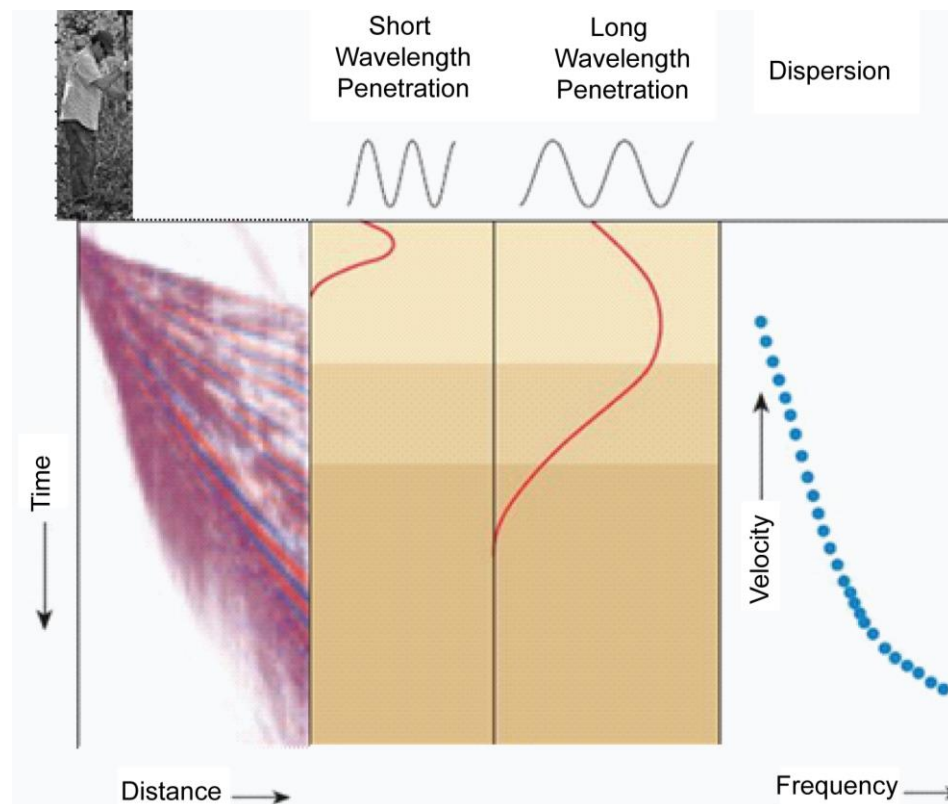 Short
Wavelength
Penetration
Long
Wavelength
Penetration
Dispersion
Time
Velocity
Distance
Frequency